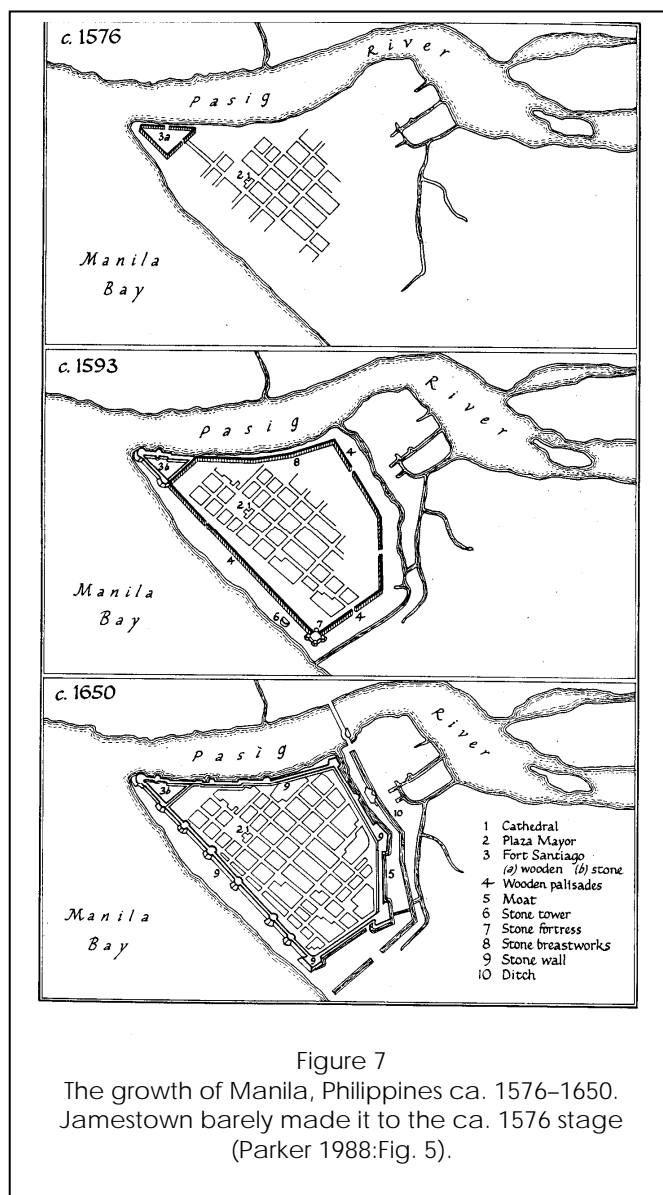 c. 1576
Pasig River
3a
2
1
Manila
Bay
c. 1593
Pasig River
3b
8
4
2
1
4
Manila
Bay
6
7
4
c. 1650
Pasig River
3b
9
10
2
1
9
5
9
Manila
Bay
9
1 Cathedral
2 Plaza Mayor
3 Fort Santiago
(a) wooden (b) stone
4 Wooden palisades
5 Moat
6 Stone tower
7 Stone fortress
8 Stone breastworks
9 Stone wall
10 Ditch
Figure 7
The growth of Manila, Philippines ca. 1576–1650.
Jamestown barely made it to the ca. 1576 stage
(Parker 1988:Fig. 5).